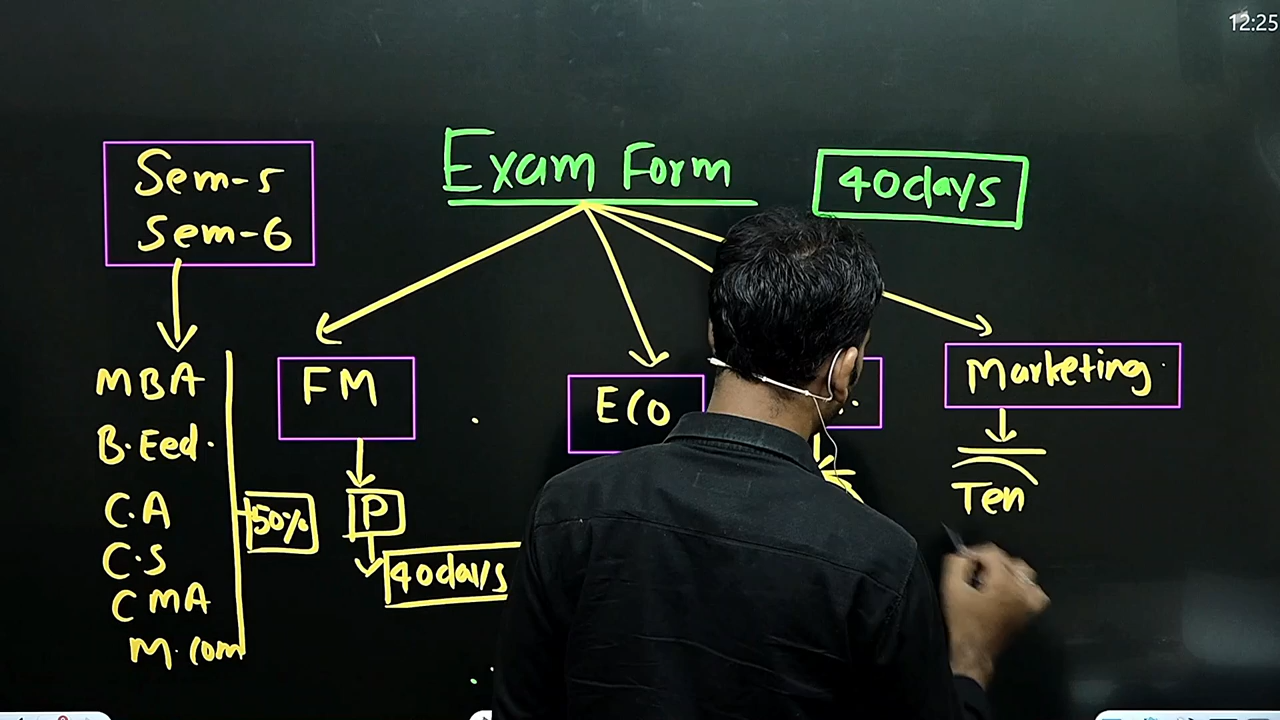 12:25
Exam Form
40days
Sem-5
Sem-6
MBA
B.Eed.
C.A
C.S
CMA
M.com
50%
FM
P
40days
Eco
Marketing
Ten